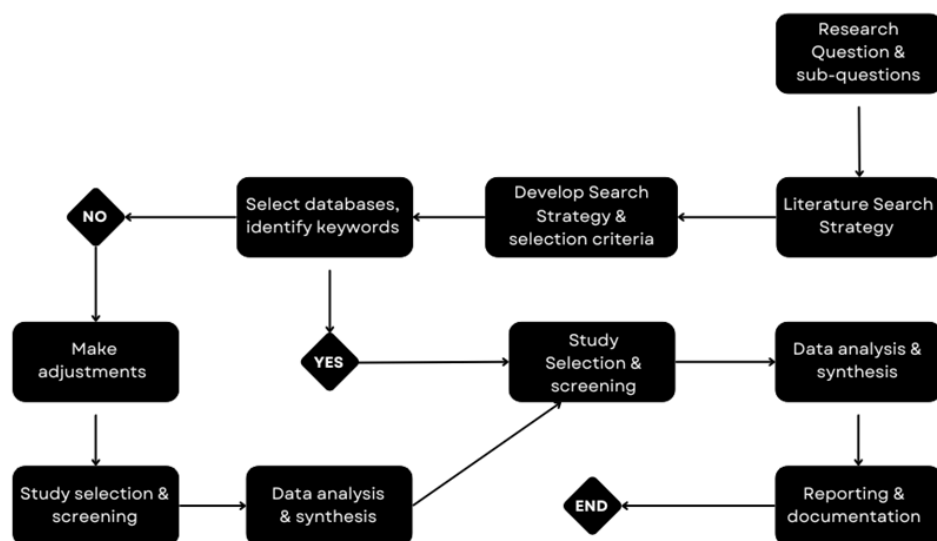 Research
Question &
sub-questions
Literature Search
Strategy
Develop Search
Strategy &
selection criteria
Select databases,
identify keywords
NO
Make
adjustments
YES
Study
Selection &
screening
Data analysis &
synthesis
Study selection &
screening
Data analysis
& synthesis
END
Reporting &
documentation